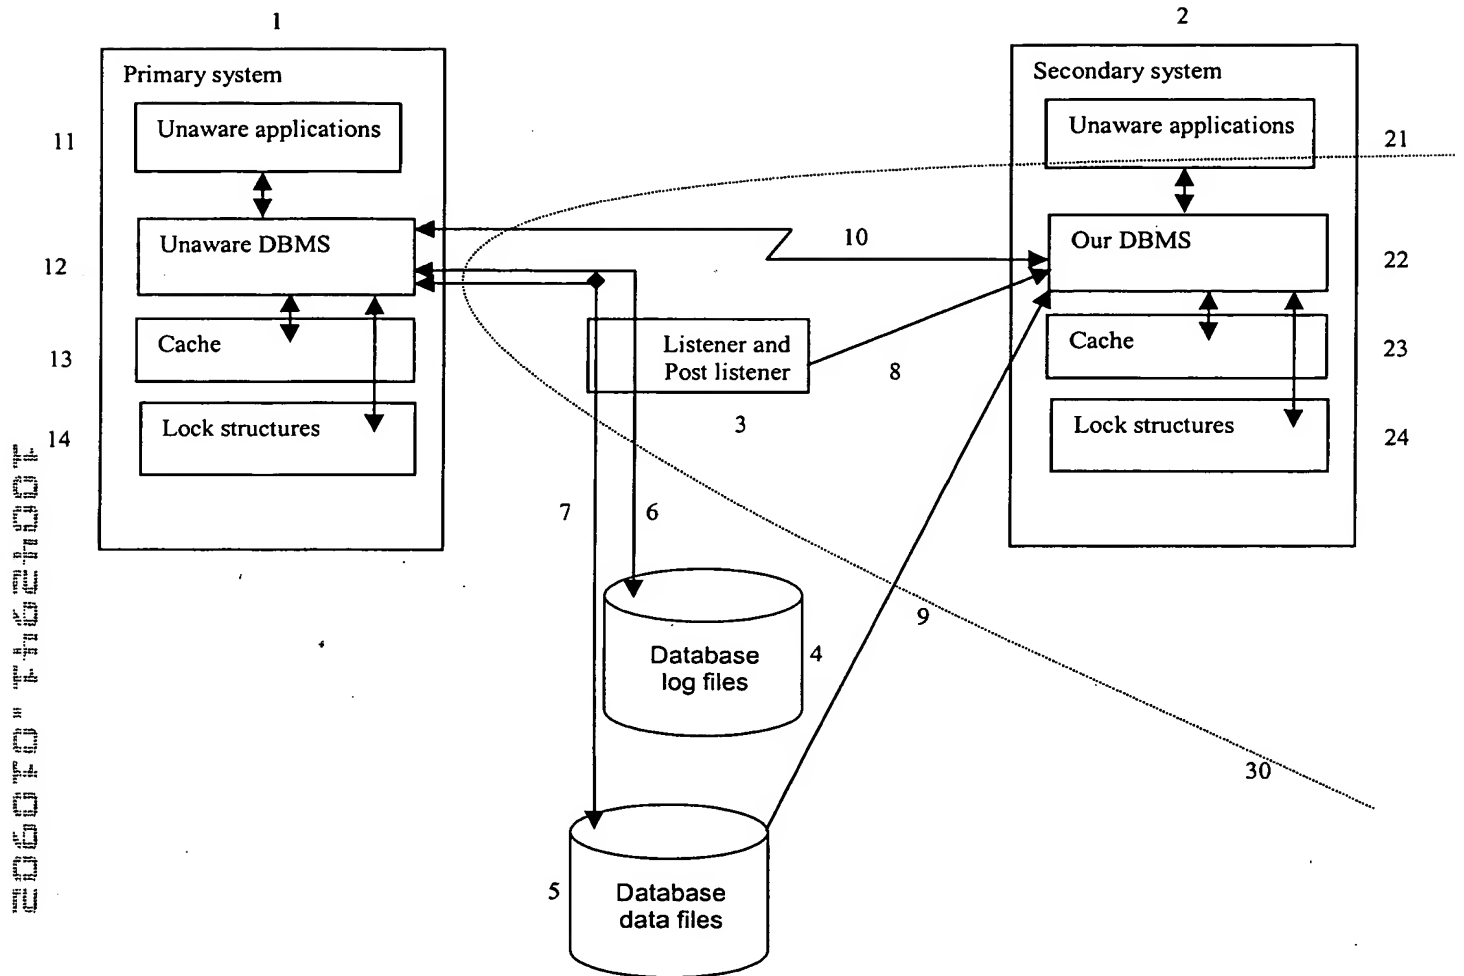 1
2
Primary system
Secondary system
Unaware applications
11
Unaware applications
21
Unaware DBMS
12
10
Our DBMS
22
Cache
13
Listener and
Post listener
3
8
Cache
23
Lock structures
14
Lock structures
24
7
6
9
Database
log files
4
30
5
Database
data files